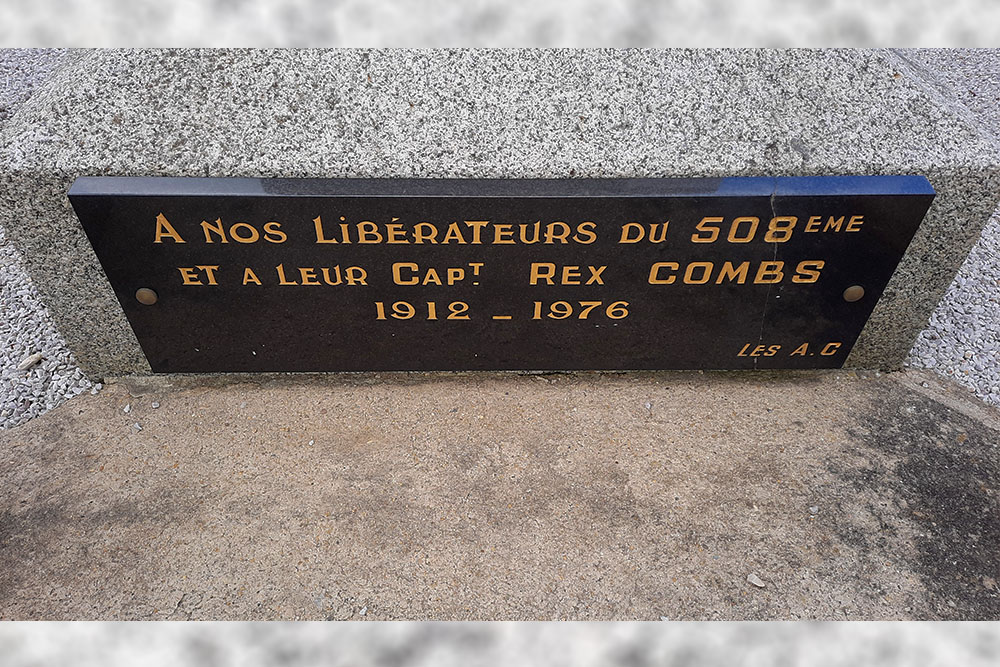 A NOS LIBÉRATEURS DU 508EME
ET A LEUR CAPT. REX COMBS
1912 - 1976
LES A.C